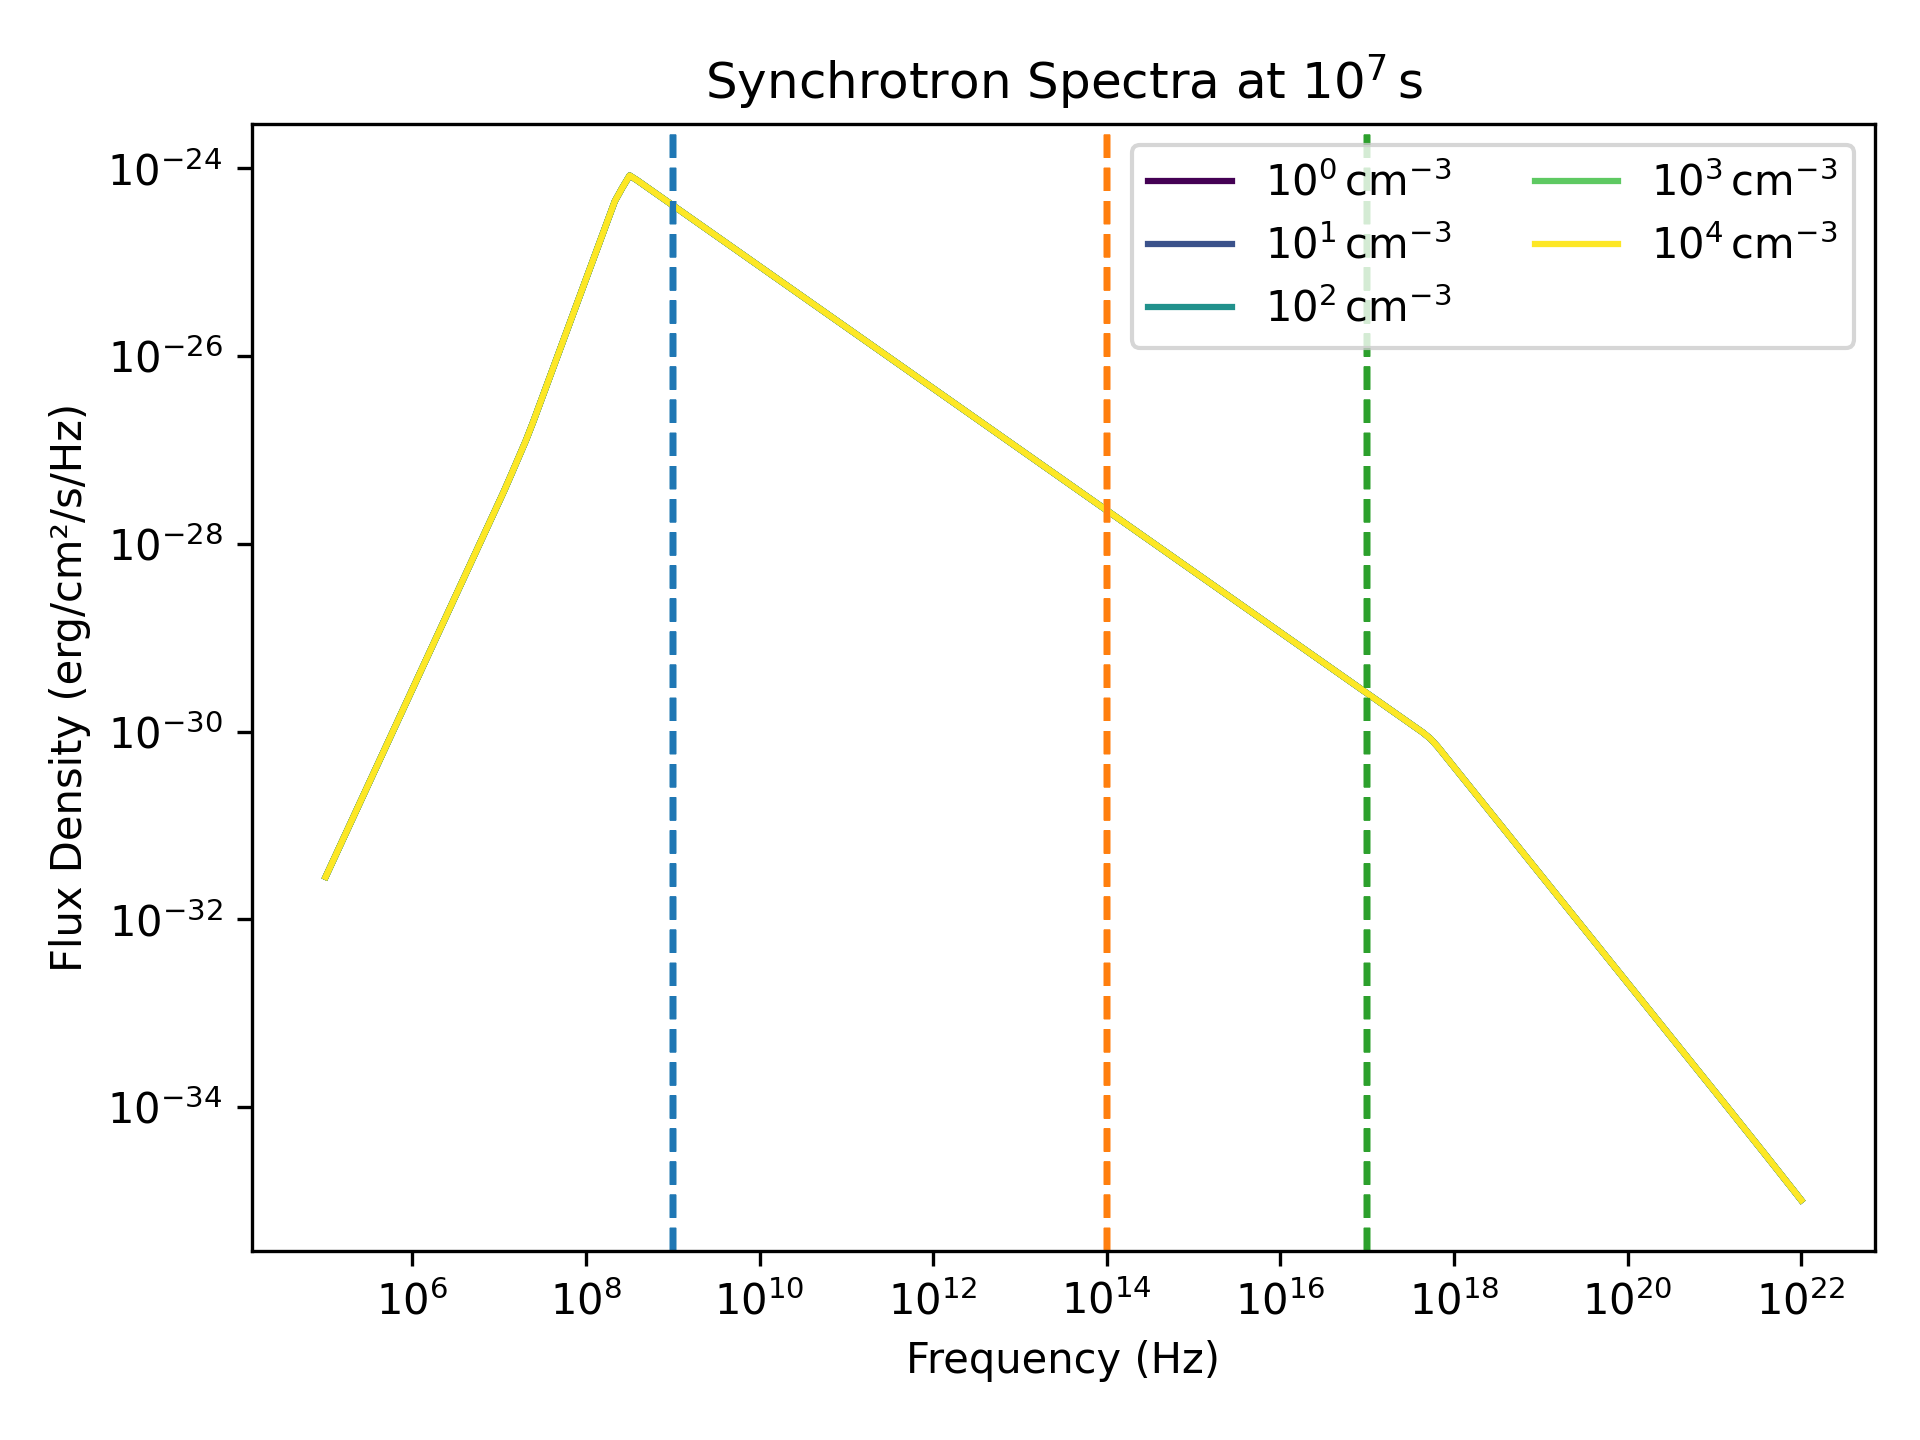 Synchrotron Spectra at 10⁷ s
Flux Density (erg/cm²/s/Hz)
10⁻²⁴
10⁻²⁶
10⁻²⁸
10⁻³⁰
10⁻³²
10⁻³⁴
10⁰ cm⁻³
10¹ cm⁻³
10² cm⁻³
10³ cm⁻³
10⁴ cm⁻³
10⁶ 10⁸ 10¹⁰ 10¹² 10¹⁴ 10¹⁶ 10¹⁸ 10²⁰ 10²²
Frequency (Hz)